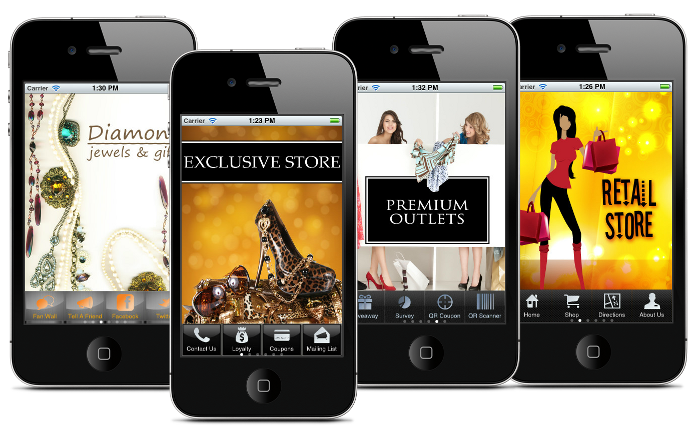 Carrier 1:30 PM
Diamon
jewels & gi
Fan Wall Tell A Friend Facebook
Carrier 1:23 PM
EXCLUSIVE STORE
Contact Us Loyalty Coupons Mailing List
1:32 PM
PREMIUM
OUTLETS
iveaway Survey QR Coupon QR Scanner
Carrier 1:26 PM
RETAIL
STORE
Home Shop Directions About Us